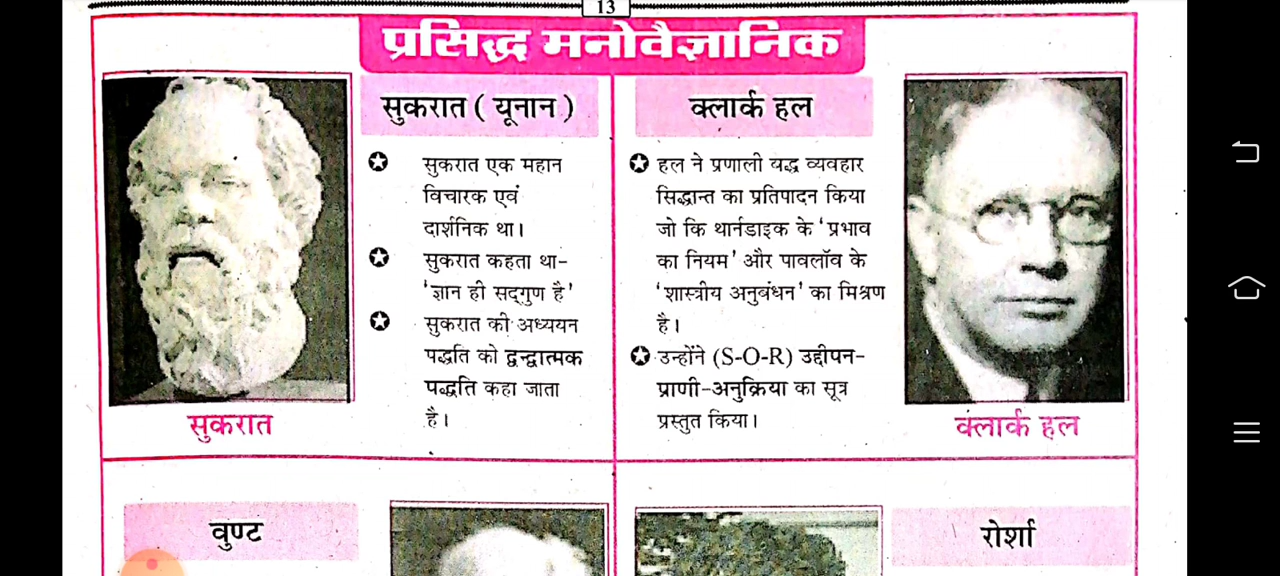 13
प्रसिद्ध मनोवैज्ञानिक
सुकरात ( यूनान )
सुकरात एक महान
विचारक एवं
दार्शनिक था।
सुकरात कहता था-
'ज्ञान ही सद्‌गुण है'
सुकरात की अध्ययन
पद्धति को द्वन्द्वात्मक
पद्धति कहा जाता
है।
सुकरात
क्लार्क हल
हल ने प्रणाली बद्ध व्यवहार
सिद्धान्त का प्रतिपादन किया
जो कि थार्नडाइक के 'प्रभाव
का नियम' और पावलॉव के
'शास्त्रीय अनुबंधन' का मिश्रण
है।
उन्होंने (S-O-R) उद्दीपन-
प्राणी-अनुक्रिया का सूत्र
प्रस्तुत किया।
क्लार्क हल
वुण्ट
रोर्शा